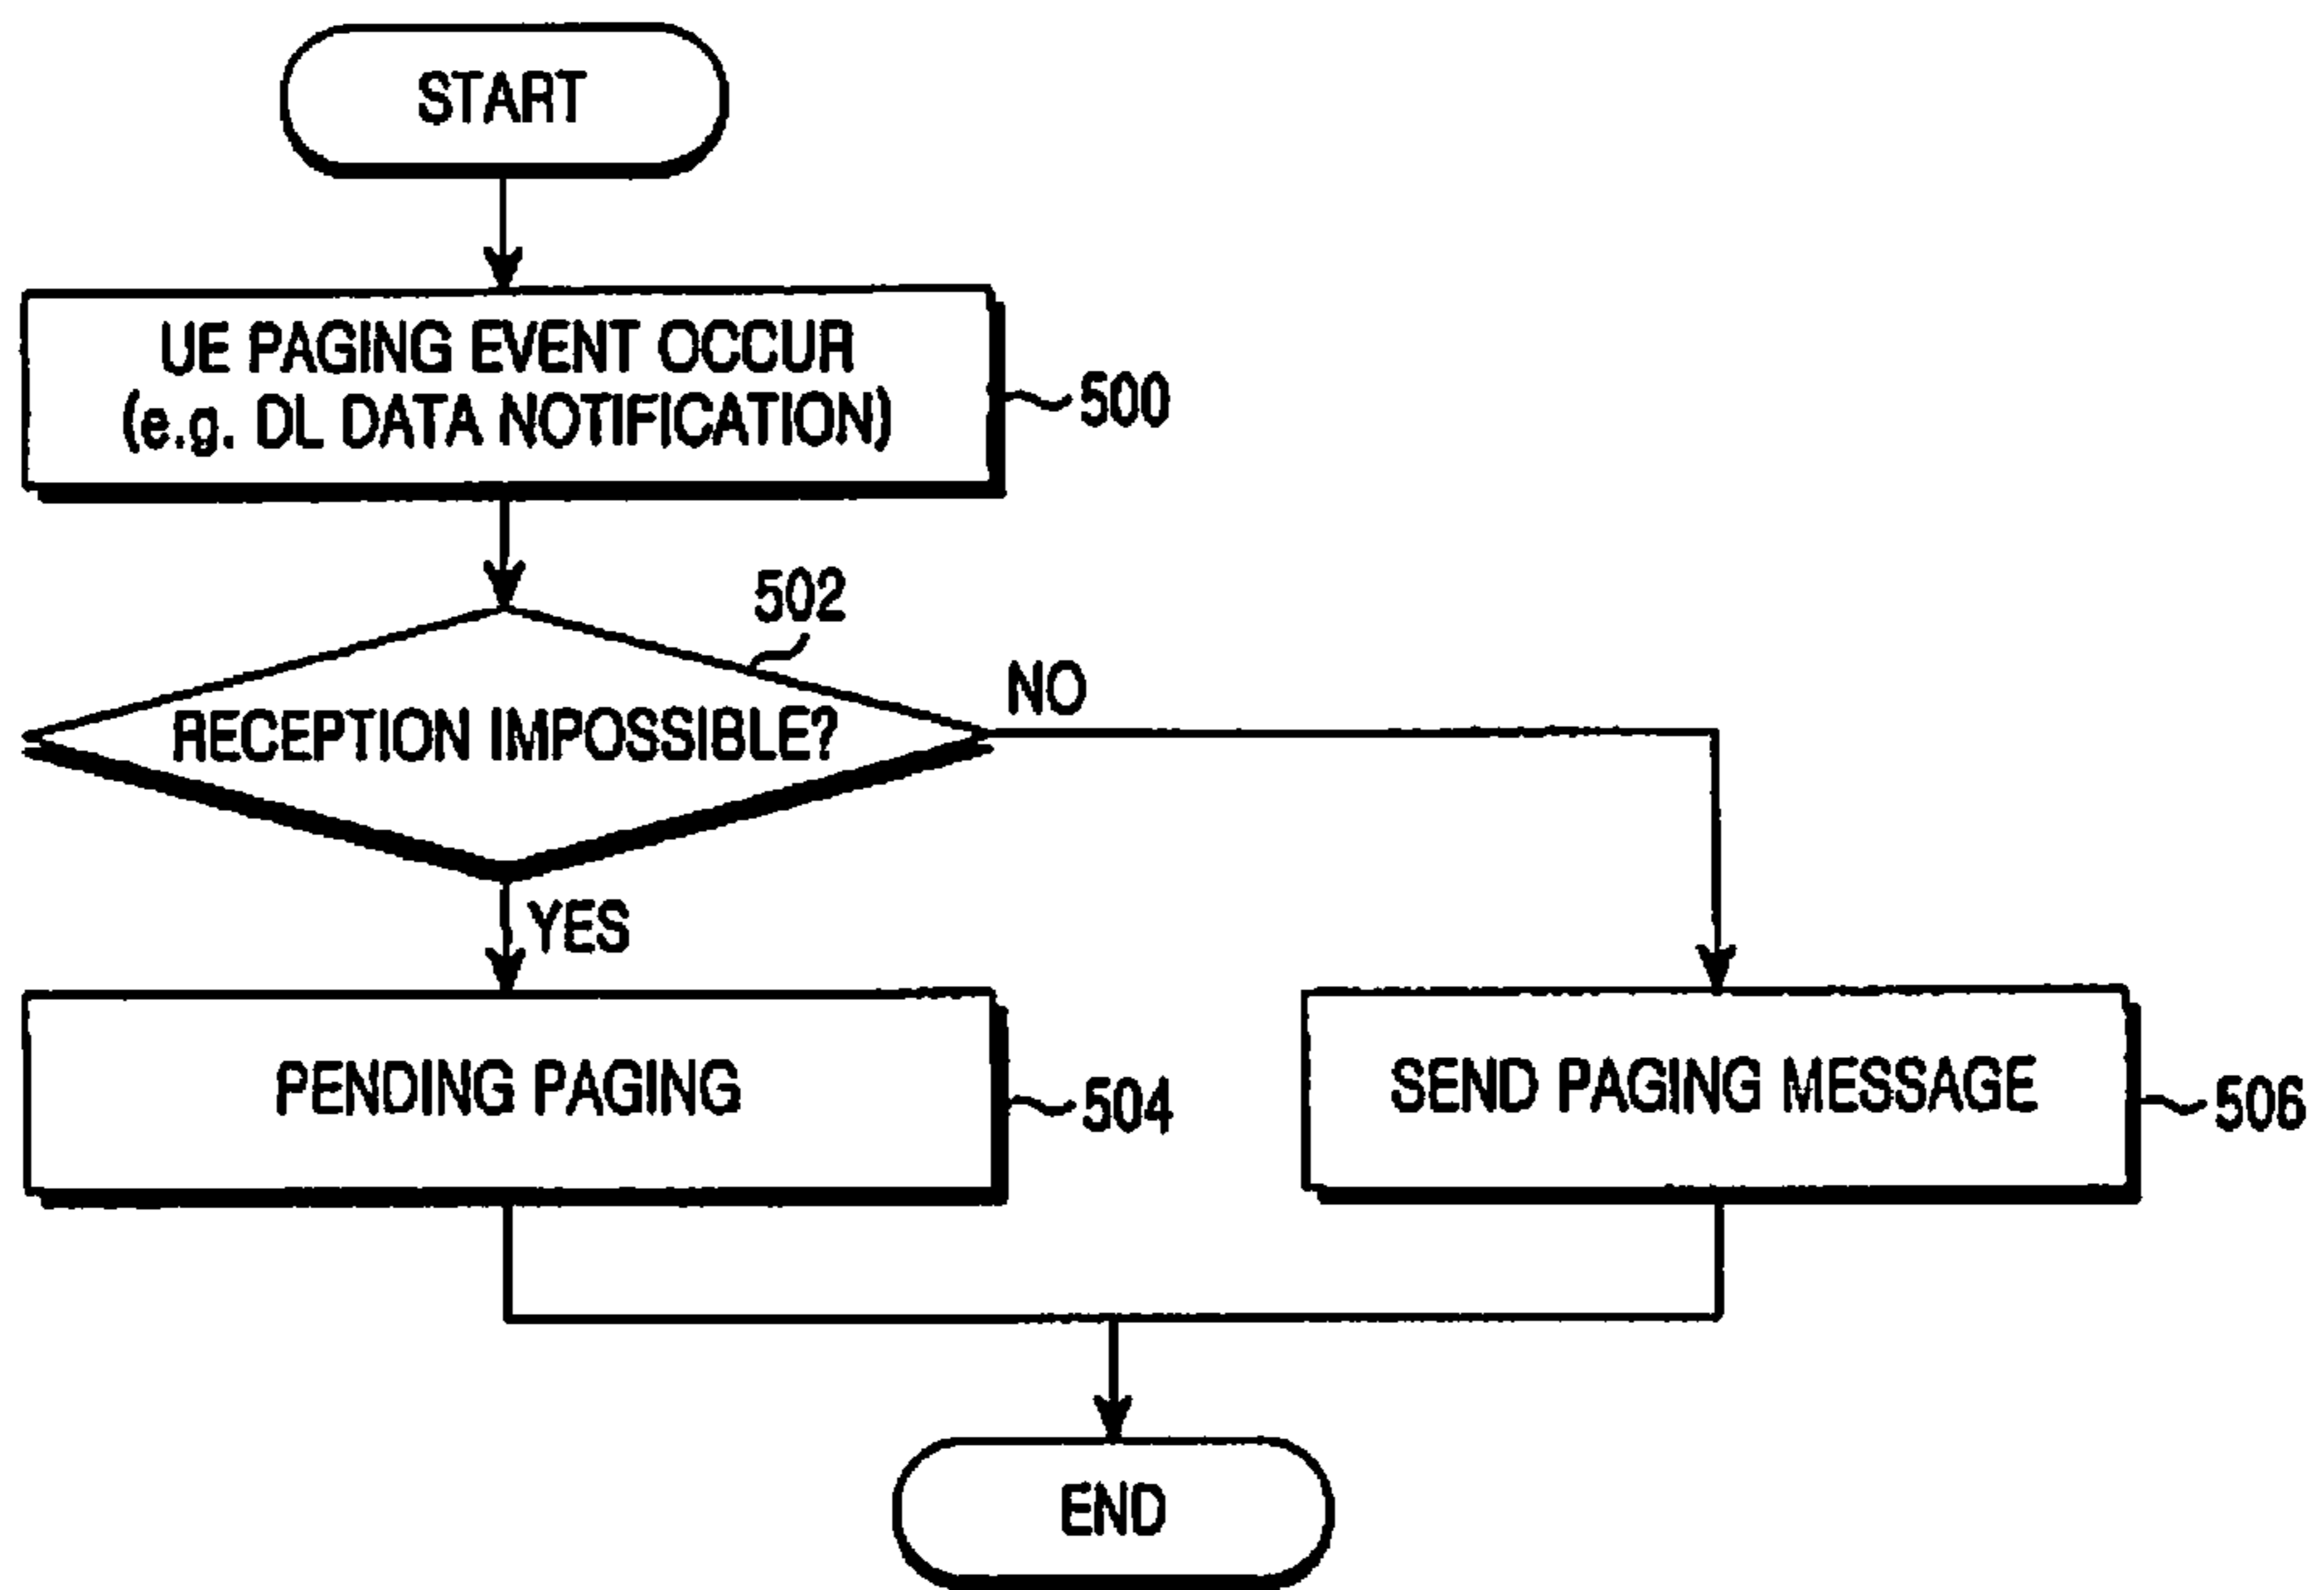 START
UE PAGING EVENT OCCUR
(e.g. DL DATA NOTIFICATION)
500
502
RECEPTION IMPOSSIBLE?
NO
YES
PENDING PAGING
504
SEND PAGING MESSAGE
506
END